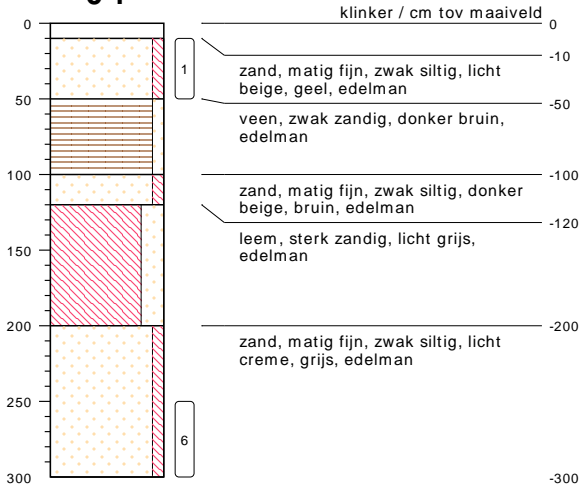 klinker / cm tov maaiveld
0
0
-10
1
zand, matig fijn, zwak siltig, licht
beige, geel, edelman
50
-50
veen, zwak zandig, donker bruin,
edelman
100
-100
zand, matig fijn, zwak siltig, donker
beige, bruin, edelman
-120
leem, sterk zandig, licht grijs,
edelman
150
200
-200
zand, matig fijn, zwak siltig, licht
creme, grijs, edelman
250
6
300
-300